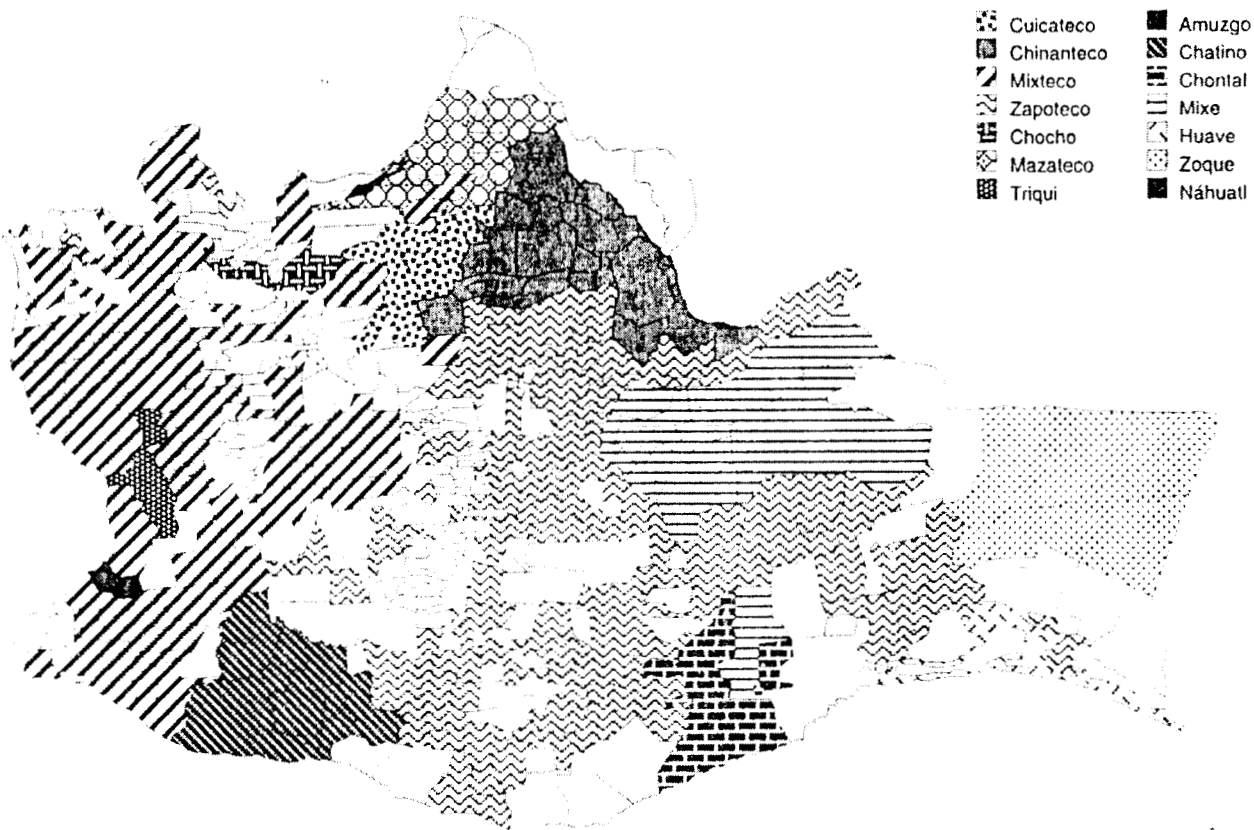 Cuicateco
Chinanteco
Mixteco
Zapoteco
Chocho
Mazateco
Triqui
Amuzgo
Chatino
Chontal
Mixe
Huave
Zoque
Náhuatl